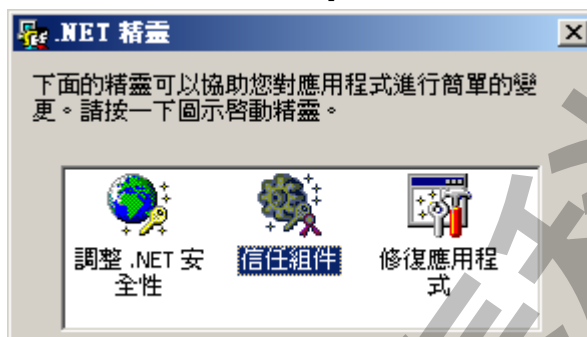 .NET 精靈
下面的精靈可以協助您對應用程式進行簡單的變
更。請按一下圖示啓動精靈。
調整 .NET 安
全性
信任組件
修復應用程
式